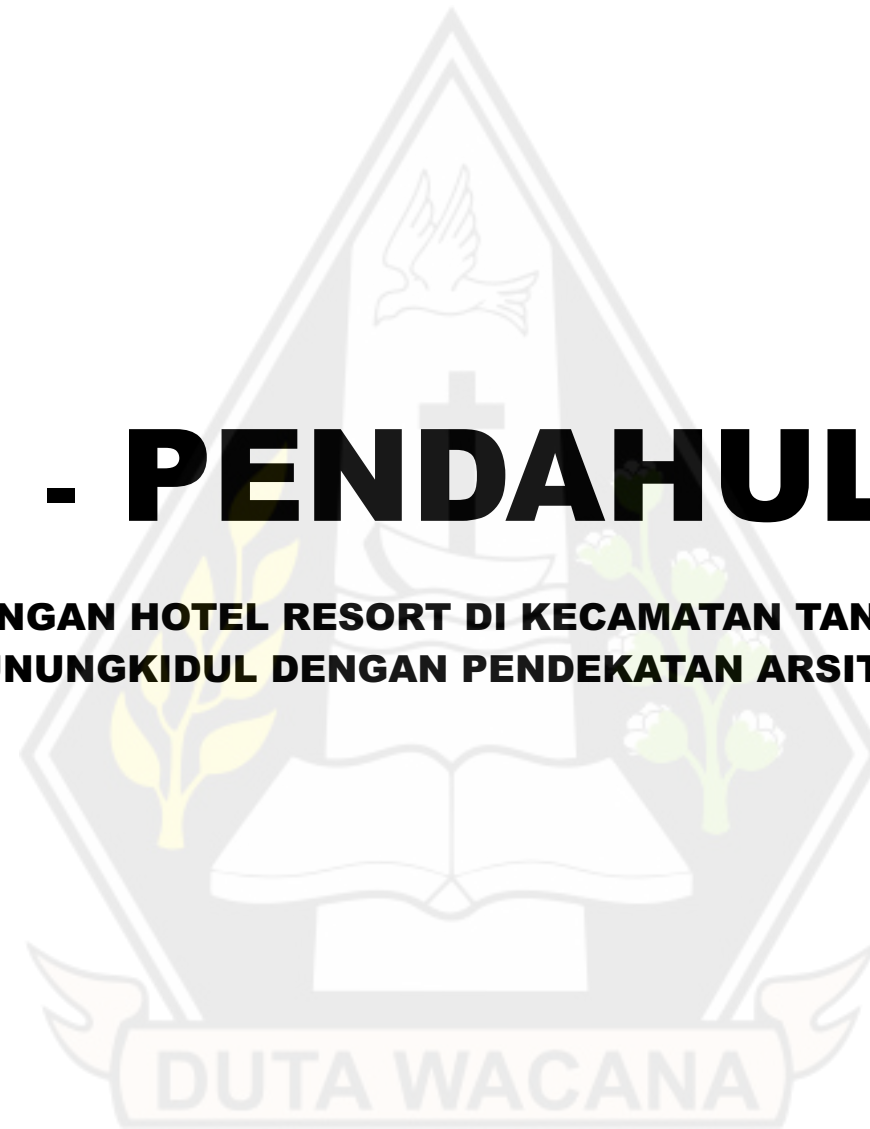 - PENDAHUL
NGAN HOTEL RESORT DI KECAMATAN TAN
UNUNGKIDUL DENGAN PENDEKATAN ARSIT
DUTA WACANA